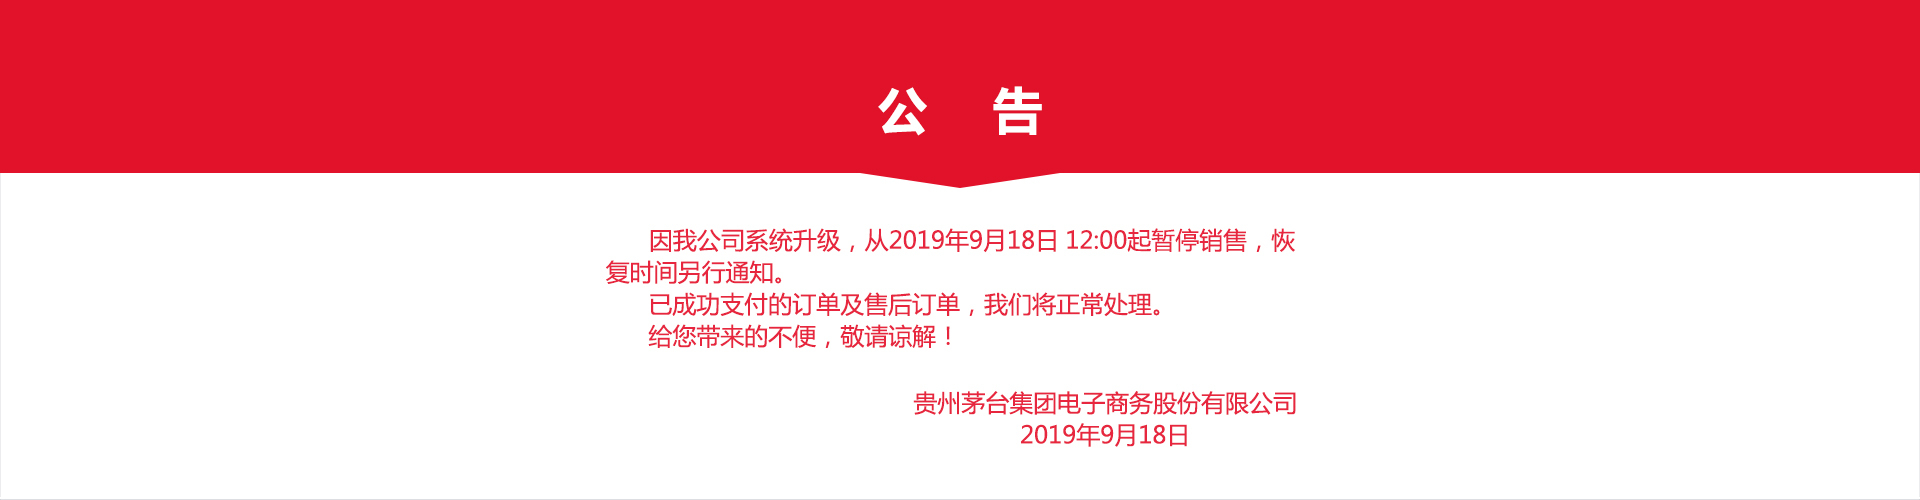 公 告
因我公司系统升级，从2019年9月18日 12:00起暂停销售，恢
复时间另行通知。
已成功支付的订单及售后订单，我们将正常处理。
给您带来的不便，敬请谅解！
贵州茅台集团电子商务股份有限公司
2019年9月18日